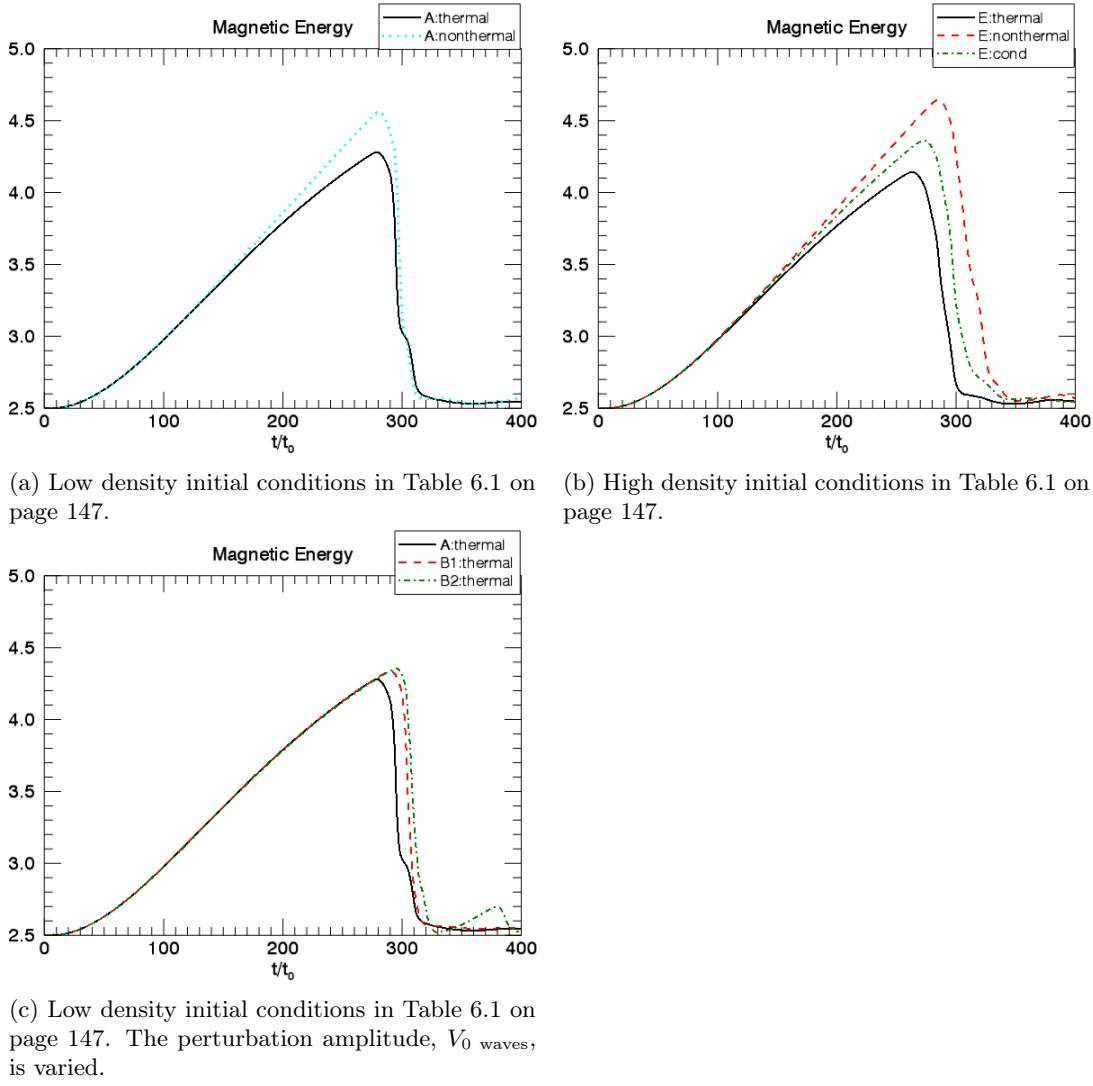 Magnetic Energy
A:thermal
A:nonthermal
5.0
4.5
4.0
3.5
3.0
2.5
0 100 200 300 400
t/t0
(a) Low density initial conditions in Table 6.1 on
page 147.
Magnetic Energy
E:thermal
E:nonthermal
E:cond
5.0
4.5
4.0
3.5
3.0
2.5
0 100 200 300 400
t/t0
(b) High density initial conditions in Table 6.1 on
page 147.
Magnetic Energy
A:thermal
B1:thermal
B2:thermal
5.0
4.5
4.0
3.5
3.0
2.5
0 100 200 300 400
t/t0
(c) Low density initial conditions in Table 6.1 on
page 147. The perturbation amplitude, V0 waves,
is varied.